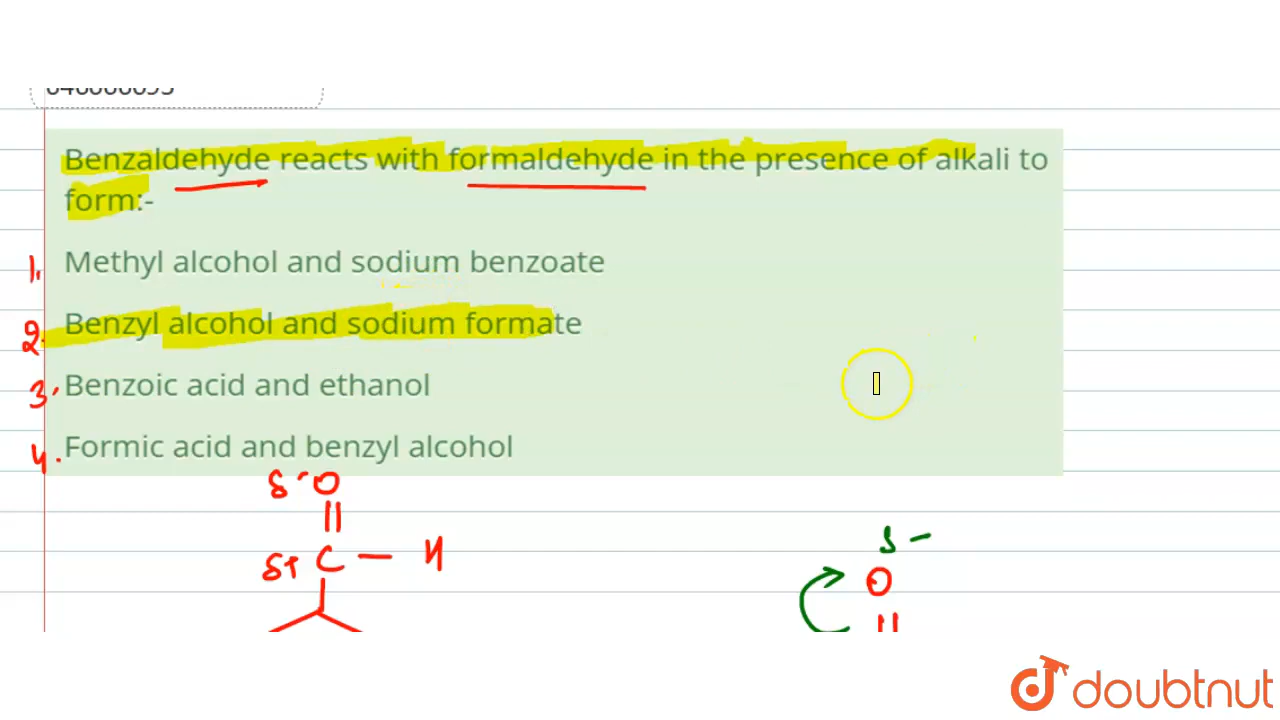 Benzaldehyde reacts with formaldehyde in the presence of alkali to
form:-
1. Methyl alcohol and sodium benzoate
2. Benzyl alcohol and sodium formate
3. Benzoic acid and ethanol
4. Formic acid and benzyl alcohol
δ- O
δ+ C — H
δ-
O
doubtnut